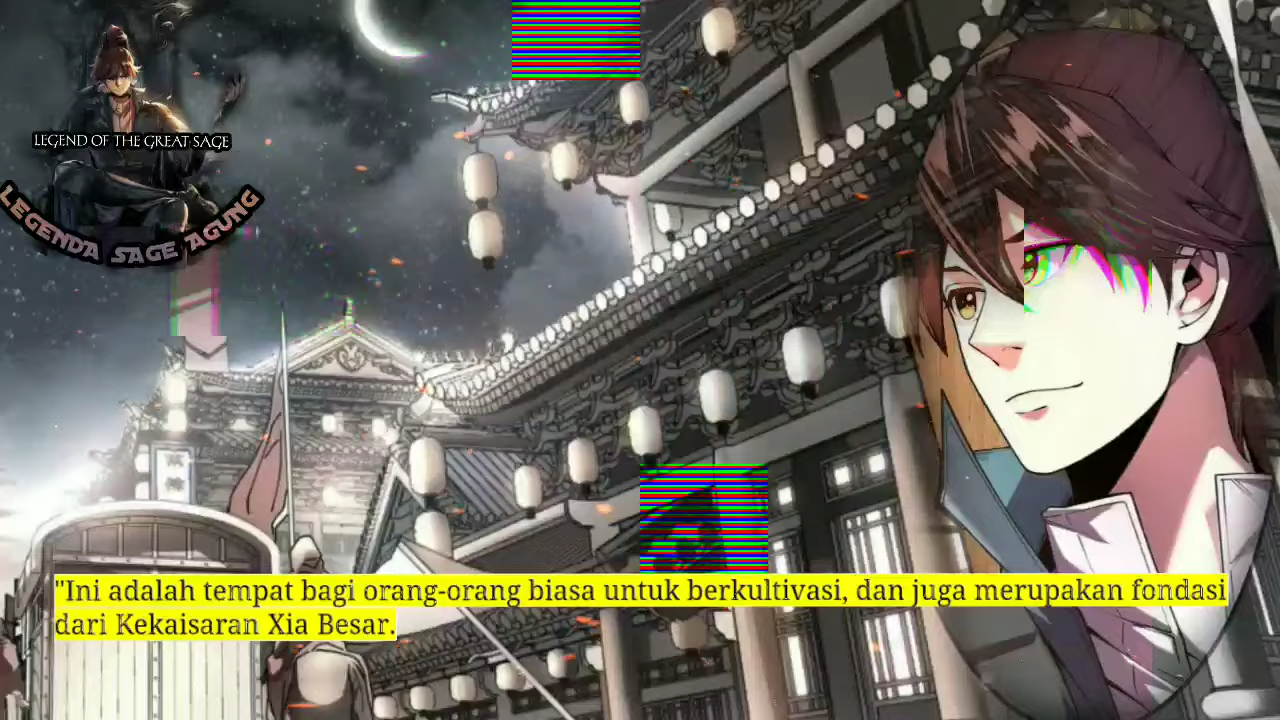 LEGEND OF THE GREAT SAGE
LEGENDA SAGE AGUNG
"Ini adalah tempat bagi orang-orang biasa untuk berkultivasi, dan juga merupakan fondasi
dari Kekaisaran Xia Besar.